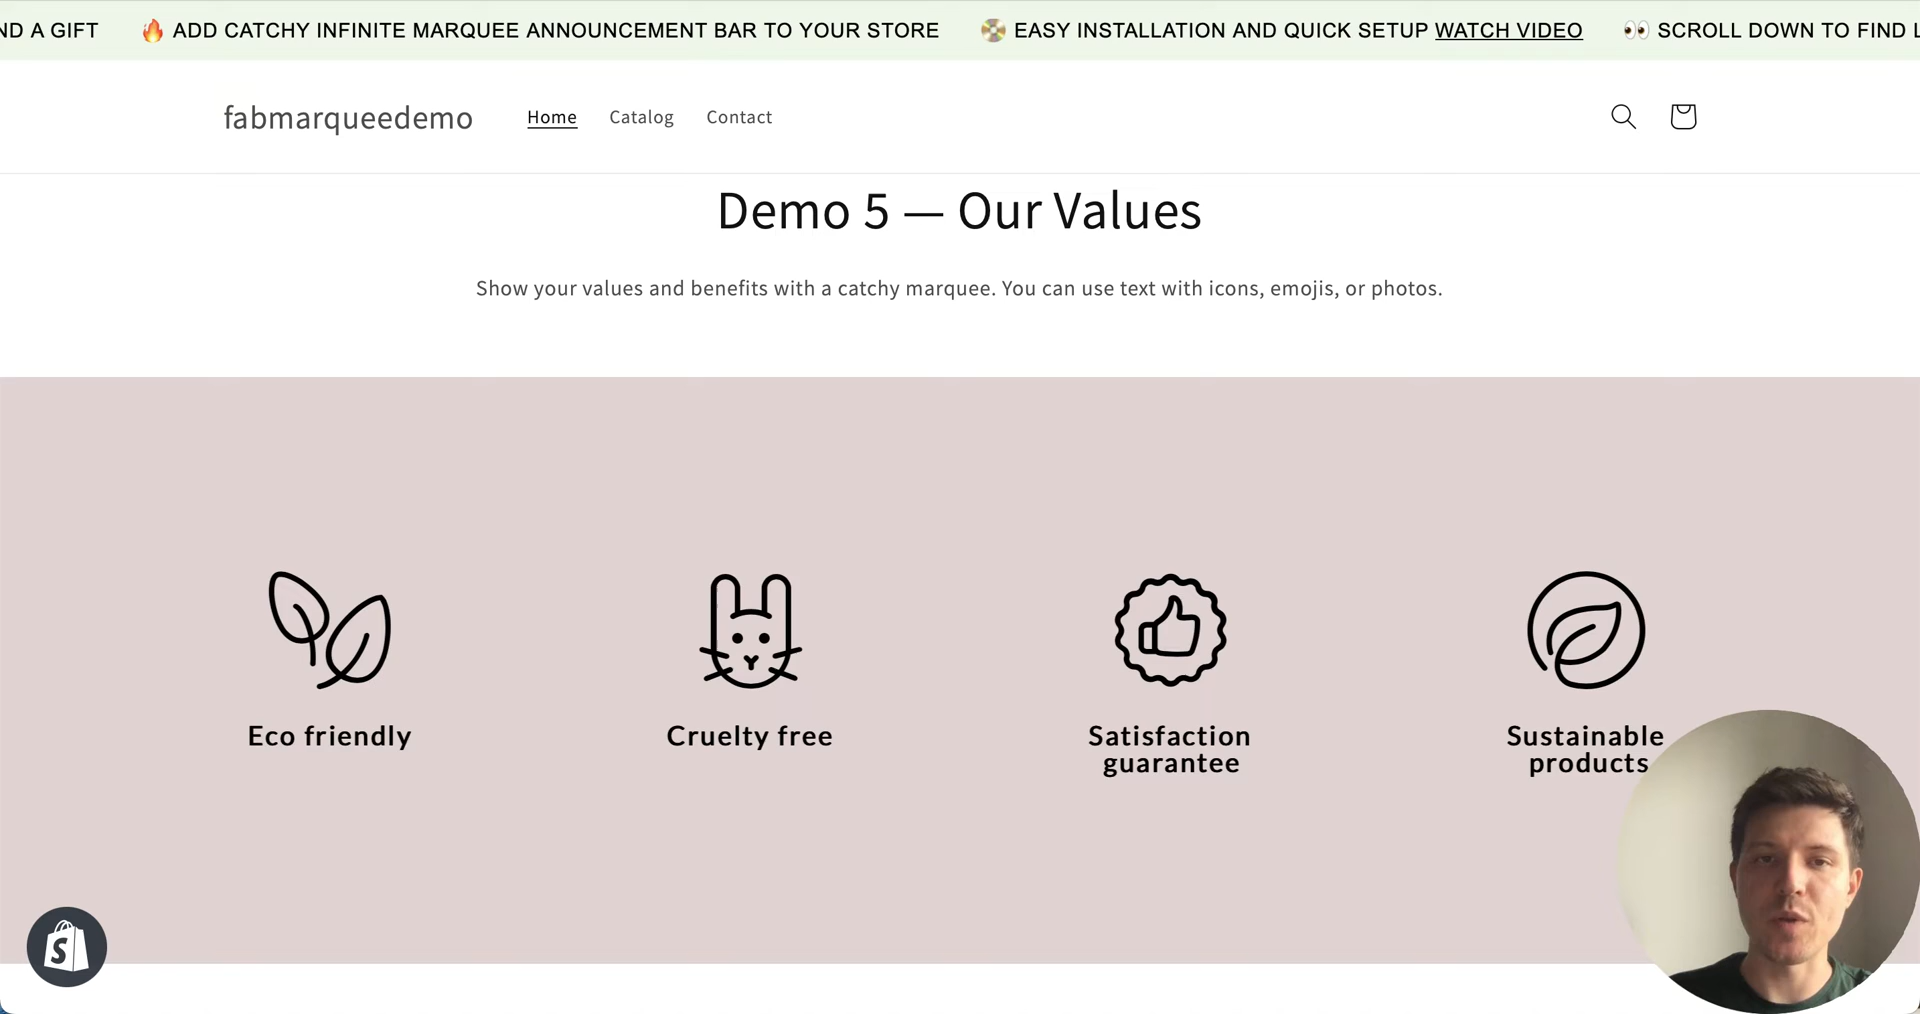 ND A GIFT 🔥 ADD CATCHY INFINITE MARQUEE ANNOUNCEMENT BAR TO YOUR STORE 📀 EASY INSTALLATION AND QUICK SETUP WATCH VIDEO 👀 SCROLL DOWN TO FIND
fabmarqueedemo Home Catalog Contact
Demo 5 — Our Values
Show your values and benefits with a catchy marquee. You can use text with icons, emojis, or photos.
Eco friendly
Cruelty free
Satisfaction
guarantee
Sustainable
products